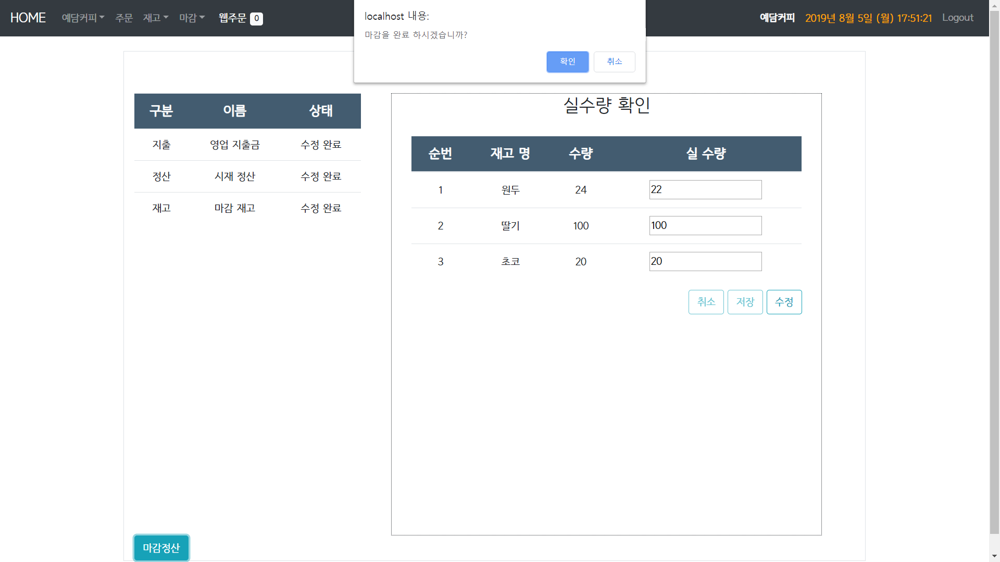 HOME 예담커피 주문 재고 마감 웹주문 0 예담커피 2019년 8월 5일 (월) 17:51:21 Logout
localhost 내용:
마감을 완료 하시겠습니까?
확인 취소
구분 이름 상태
지출 영업 지출금 수정 완료
정산 시재 정산 수정 완료
재고 마감 재고 수정 완료
실수량 확인
순번 재고 명 수량 실 수량
1 원두 24 22
2 딸기 100 100
3 초코 20 20
취소 저장 수정
마감정산